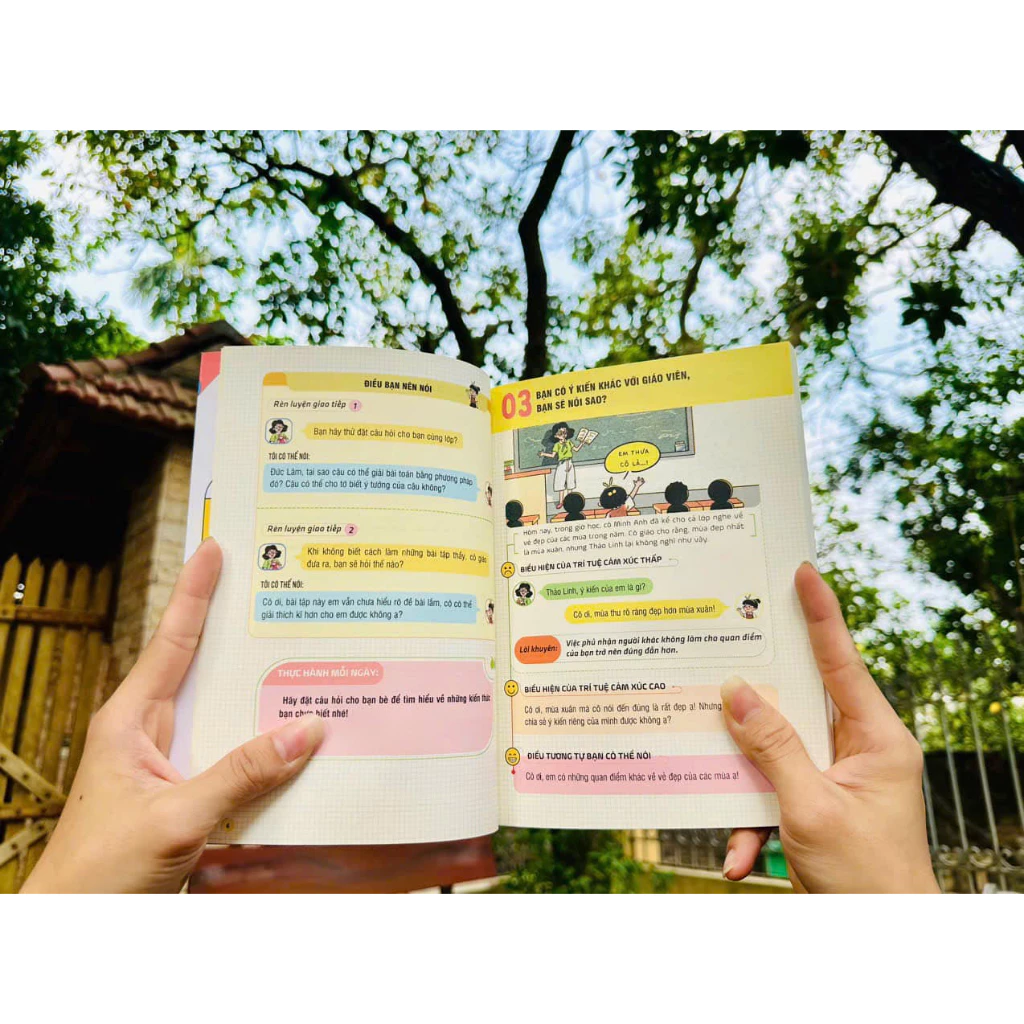 ĐIỀU BẠN NÊN NÓI
Rèn luyện giao tiếp 1
Bạn hãy thử đặt câu hỏi cho bạn cùng lớp?
TÔI CÓ THỂ NÓI:
Đức Lâm, tại sao cậu có thể giải bài toán bằng phương pháp
đó? Cậu có thể cho tớ biết ý tưởng của cậu không?
Rèn luyện giao tiếp 2
Khi không biết cách làm những bài tập thầy, cô giáo
đưa ra, bạn sẽ hỏi thế nào?
TÔI CÓ THỂ NÓI:
Cô ơi, bài tập này em vẫn chưa hiểu rõ đề bài lắm, cô có thể
giải thích kĩ hơn cho em được không ạ?
THỰC HÀNH MỖI NGÀY:
Hãy đặt câu hỏi cho bạn bè để tìm hiểu về những kiến thức
bạn chưa biết nhé!
03 BẠN CÓ Ý KIẾN KHÁC VỚI GIÁO VIÊN,
BẠN SẼ NÓI SAO?
EM THƯA
CÔ LÀ...!
Hôm nay, trong giờ học, cô Minh Anh đã kể cho cả lớp nghe về
vẻ đẹp của các mùa trong năm. Cô giáo cho rằng, mùa đẹp nhất
là mùa xuân, nhưng Thảo Linh lại không nghĩ như vậy.
BIỂU HIỆN CỦA TRÍ TUỆ CẢM XÚC THẤP
Thảo Linh, ý kiến của em là gì?
Cô ơi, mùa thu rõ ràng đẹp hơn mùa xuân!
Lời khuyên:
Việc phủ nhận người khác không làm cho quan điểm
của bạn trở nên đúng đắn hơn.
BIỂU HIỆN CỦA TRÍ TUỆ CẢM XÚC CAO
Cô ơi, mùa xuân mà cô nói đến đúng là rất đẹp ạ! Nhưng
chia sẻ ý kiến riêng của mình được không ạ?
ĐIỀU TƯƠNG TỰ BẠN CÓ THỂ NÓI
Cô ơi, em có những quan điểm khác về vẻ đẹp của các mùa ạ!